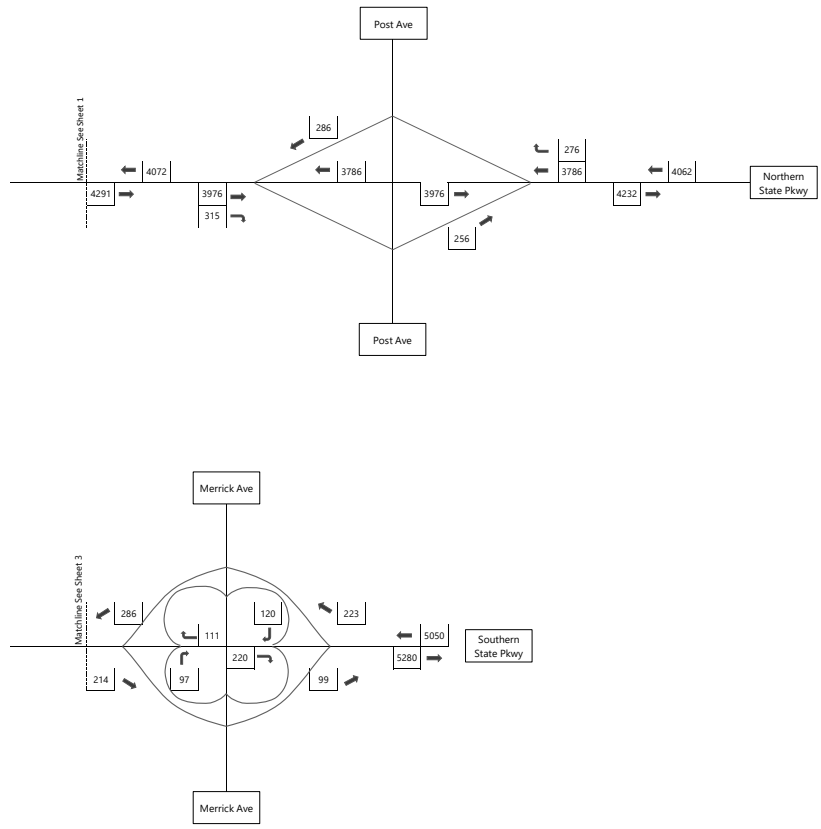 Post Ave
Matchline See Sheet 1
286
276
4072
3786
3786
4062
Northern
State Pkwy
4291
3976
3976
4232
315
256
Post Ave
Merrick Ave
Matchline See Sheet 3
286
120
223
111
5050
Southern
State Pkwy
220
5280
214
97
99
Merrick Ave